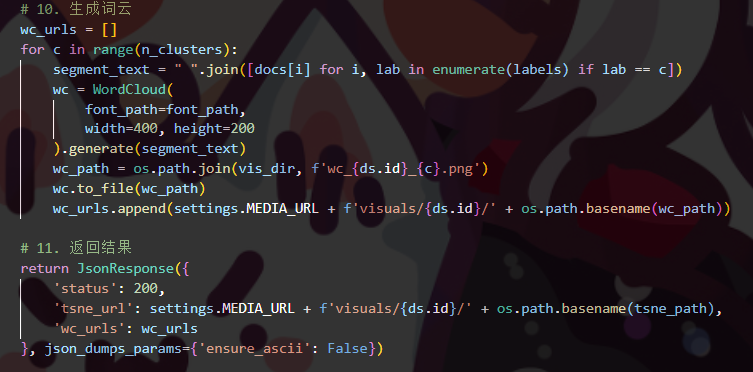 # 10. 生成词云
wc_urls = []
for c in range(n_clusters):
    segment_text = " ".join([docs[i] for i, lab in enumerate(labels) if lab == c])
    wc = WordCloud(
        font_path=font_path,
        width=400, height=200
    ).generate(segment_text)
    wc_path = os.path.join(vis_dir, f'wc_{ds.id}_{c}.png')
    wc.to_file(wc_path)
    wc_urls.append(settings.MEDIA_URL + f'visuals/{ds.id}/' + os.path.basename(wc_path))

# 11. 返回结果
return JsonResponse({
    'status': 200,
    'tsne_url': settings.MEDIA_URL + f'visuals/{ds.id}/' + os.path.basename(tsne_path),
    'wc_urls': wc_urls
}, json_dumps_params={'ensure_ascii': False})